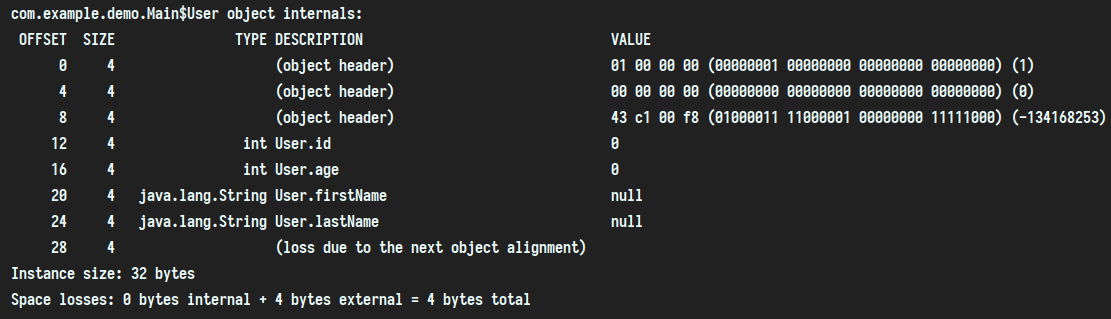 com.example.demo.Main$User object internals:
 OFFSET  SIZE               TYPE DESCRIPTION                               VALUE
      0     4                    (object header)                           01 00 00 00 (00000001 00000000 00000000 00000000) (1)
      4     4                    (object header)                           00 00 00 00 (00000000 00000000 00000000 00000000) (0)
      8     4                    (object header)                           43 c1 00 f8 (01000011 11000001 00000000 11111000) (-134168253)
     12     4                int User.id                                   0
     16     4                int User.age                                  0
     20     4   java.lang.String User.firstName                            null
     24     4   java.lang.String User.lastName                             null
     28     4                    (loss due to the next object alignment)
Instance size: 32 bytes
Space losses: 0 bytes internal + 4 bytes external = 4 bytes total